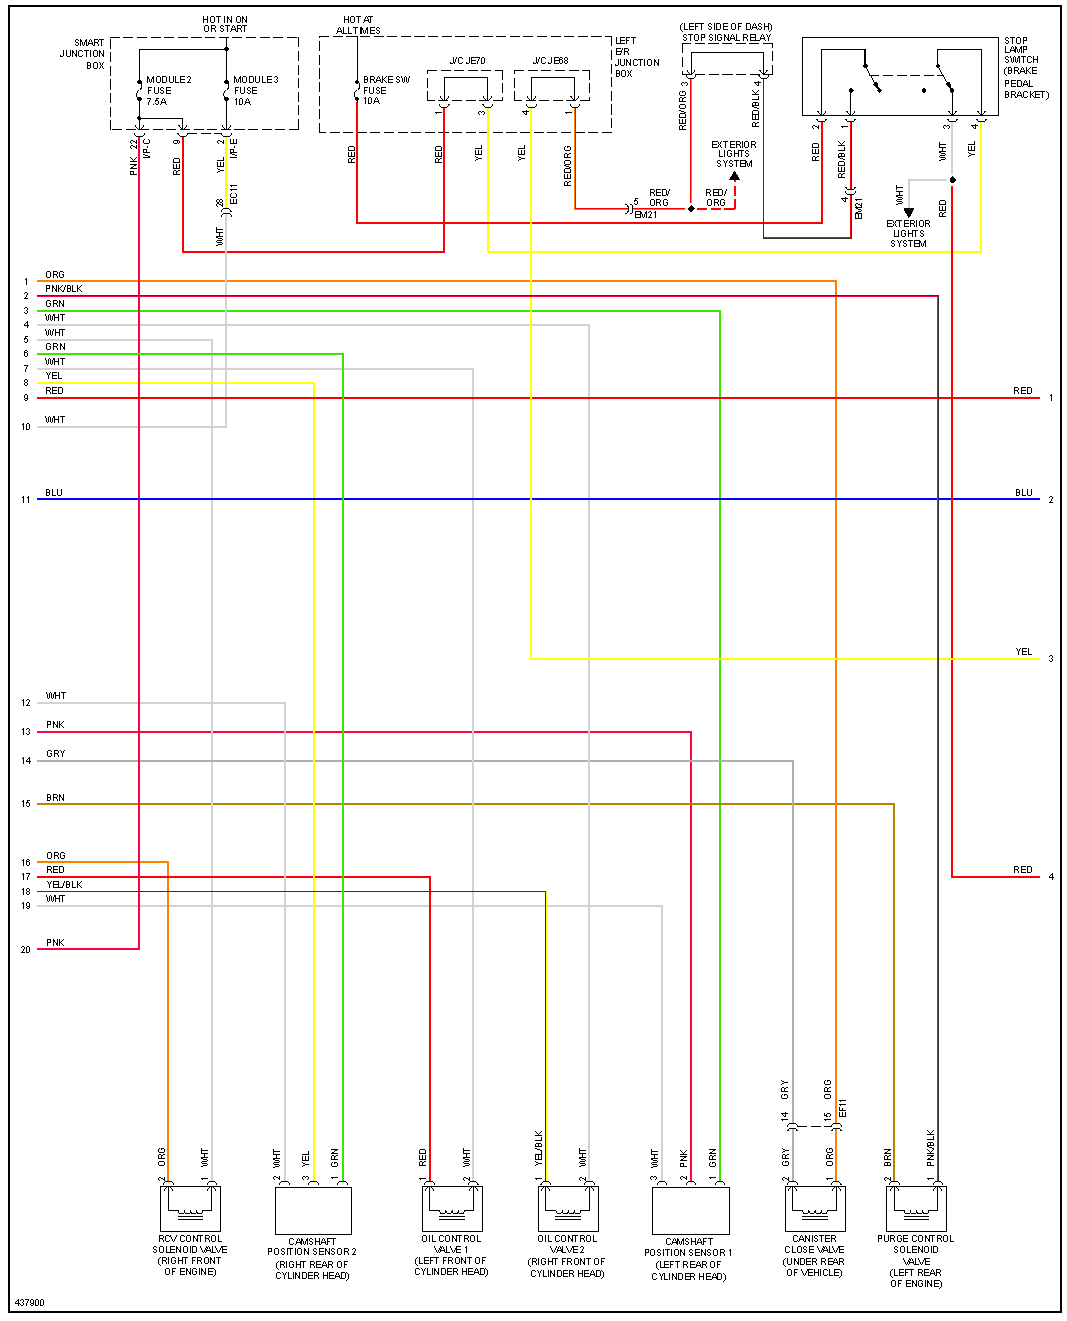 HOT IN ON
OR START
HOT AT
ALL TIMES
SMART
JUNCTION
BOX
MODULE 2
FUSE
7.5A
MODULE 3
FUSE
10A
BRAKE SW
FUSE
10A
J/C JE70
J/C JE68
LEFT
E/R
JUNCTION
BOX
(LEFT SIDE OF DASH)
STOP SIGNAL RELAY
STOP
LAMP
SWITCH
(BRAKE
PEDAL
BRACKET)
22
I/P-C
9
2
I/P-E
1
3
4
1
3
4
2
1
3
4
PNK
RED
YEL
28
EC11
WHT
RED
RED
YEL
YEL
RED/ORG
RED/ORG
RED/BLK
EXTERIOR
LIGHTS
SYSTEM
RED/
ORG
RED/
ORG
5
EM21
RED
RED/BLK
4
EM21
WHT
YEL
WHT
RED
EXTERIOR
LIGHTS
SYSTEM
1 ORG
2 PNK/BLK
3 GRN
4 WHT
5 WHT
6 GRN
7 WHT
8 YEL
9 RED
RED 1
10 WHT
11 BLU
BLU 2
YEL 3
12 WHT
13 PNK
14 GRY
15 BRN
16 ORG
17 RED
RED 4
18 YEL/BLK
19 WHT
20 PNK
GRY
ORG
14
15
EF11
ORG
WHT
WHT
YEL
GRN
RED
WHT
YEL/BLK
WHT
WHT
PNK
GRN
GRY
ORG
BRN
PNK/BLK
2
1
2
3
1
1
2
1
2
3
2
1
2
1
2
1
RCV CONTROL
SOLENOID VALVE
(RIGHT FRONT
OF ENGINE)
CAMSHAFT
POSITION SENSOR 2
(RIGHT REAR OF
CYLINDER HEAD)
OIL CONTROL
VALVE 1
(LEFT FRONT OF
CYLINDER HEAD)
OIL CONTROL
VALVE 2
(RIGHT FRONT OF
CYLINDER HEAD)
CAMSHAFT
POSITION SENSOR 1
(LEFT REAR OF
CYLINDER HEAD)
CANISTER
CLOSE VALVE
(UNDER REAR
OF VEHICLE)
PURGE CONTROL
SOLENOID
VALVE
(LEFT REAR
OF ENGINE)
437900